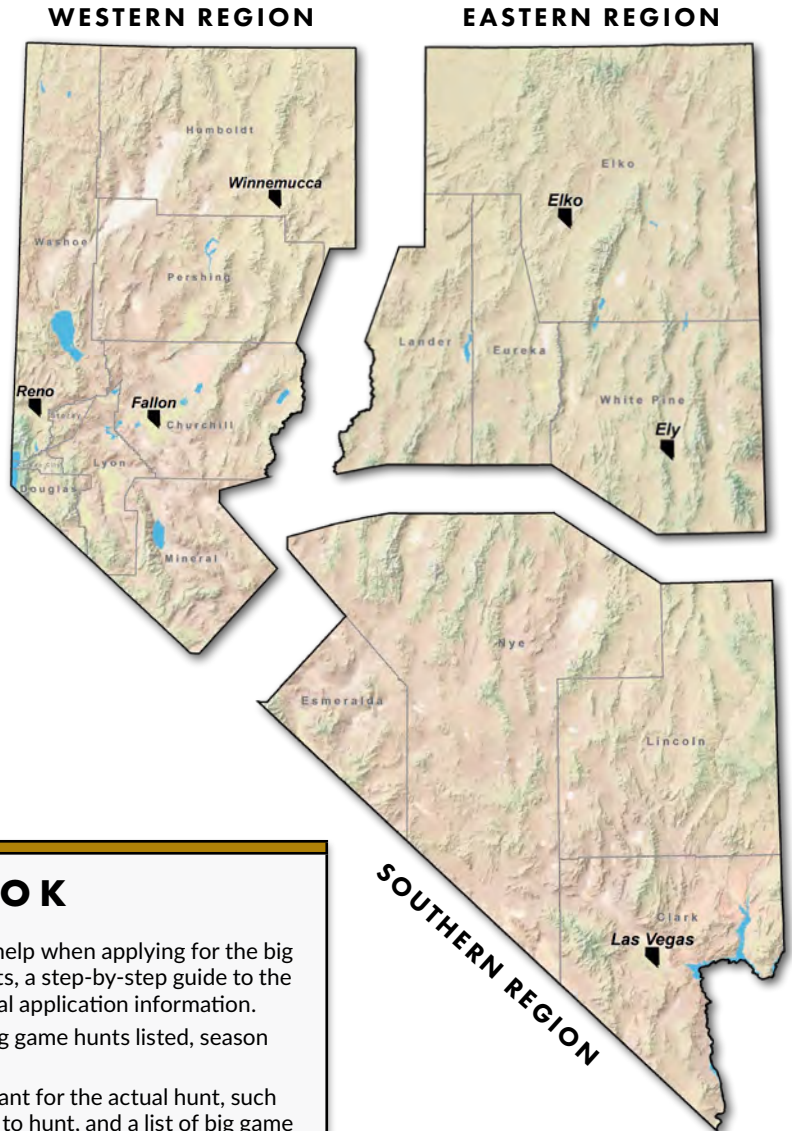 WESTERN REGION
EASTERN REGION
Humboldt
Winnemucca
Washoe
Pershing
Reno
Fallon
Storey
Churchill
Lyon
Douglas
Mineral
Elko
Elko
Lander
Eureka
White Pine
Ely
Nye
Esmeralda
Lincoln
Clark
Las Vegas
SOUTHERN REGION
OK
help when applying for the big
ts, a step-by-step guide to the
al application information.
g game hunts listed, season
ant for the actual hunt, such
to hunt, and a list of big game